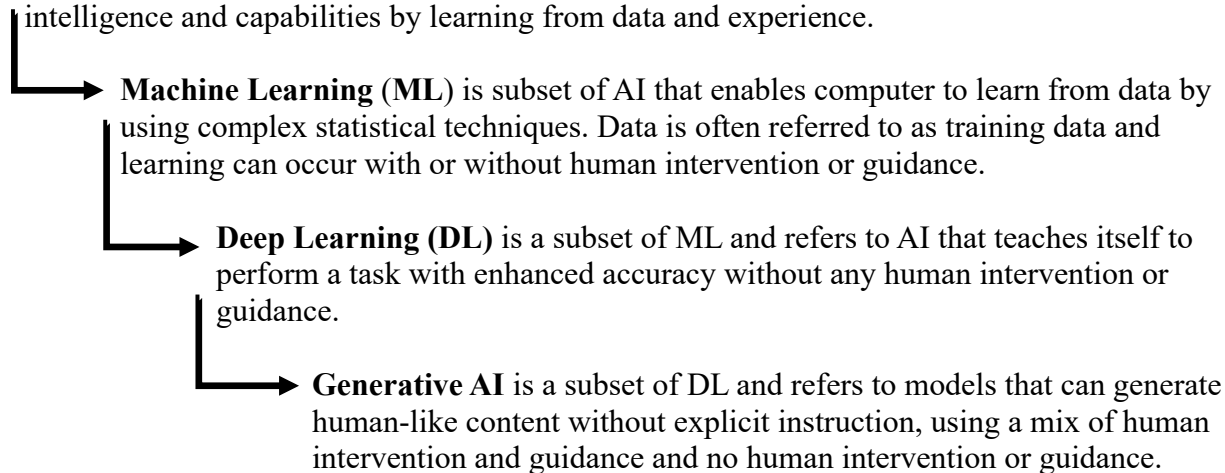 intelligence and capabilities by learning from data and experience.
Machine Learning (ML) is subset of AI that enables computer to learn from data by
using complex statistical techniques. Data is often referred to as training data and
learning can occur with or without human intervention or guidance.
Deep Learning (DL) is a subset of ML and refers to AI that teaches itself to
perform a task with enhanced accuracy without any human intervention or
guidance.
Generative AI is a subset of DL and refers to models that can generate
human-like content without explicit instruction, using a mix of human
intervention and guidance and no human intervention or guidance.